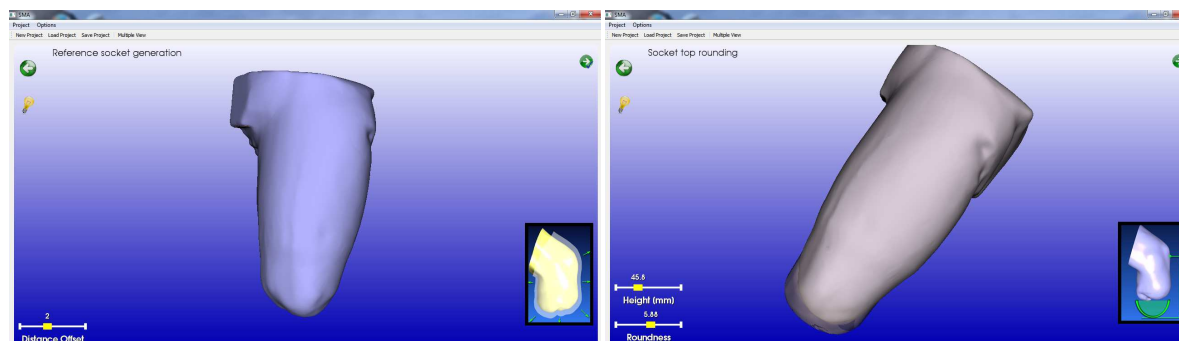 SMA
Project Options
New Project Load Project Save Project Multiple View
Reference socket generation
2
Distance Offset
SMA
Project Options
New Project Load Project Save Project Multiple View
Socket top rounding
45.8
Height (mm)
5.88
Roundness